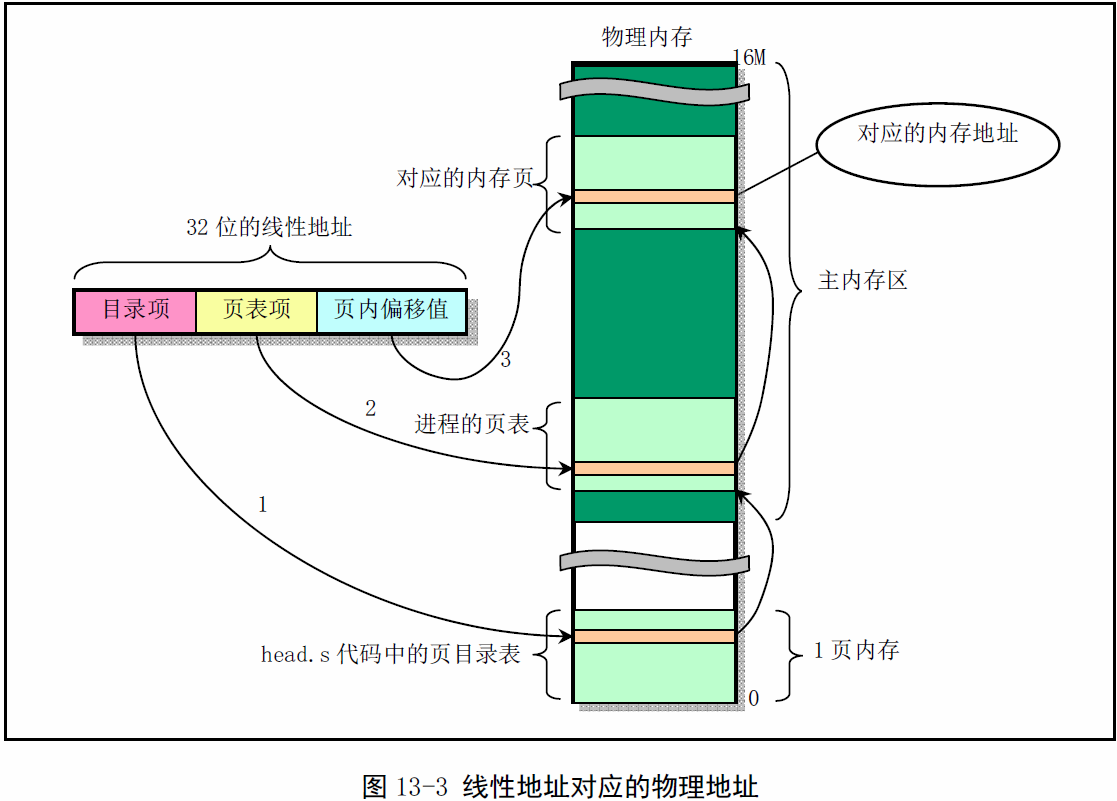 物理内存
16M
对应的内存地址
对应的内存页
32 位的线性地址
主内存区
目录项
页表项
页内偏移值
3
2
进程的页表
1
head.s 代码中的页目录表
1 页内存
0
图 13-3 线性地址对应的物理地址